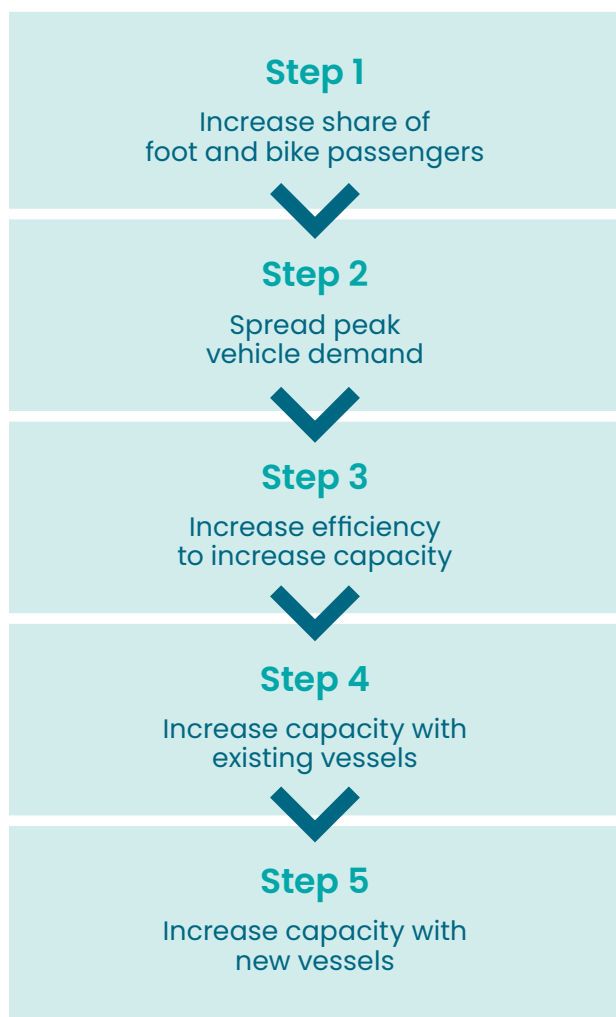 Step 1
Increase share of
foot and bike passengers
Step 2
Spread peak
vehicle demand
Step 3
Increase efficiency
to increase capacity
Step 4
Increase capacity with
existing vessels
Step 5
Increase capacity with
new vessels